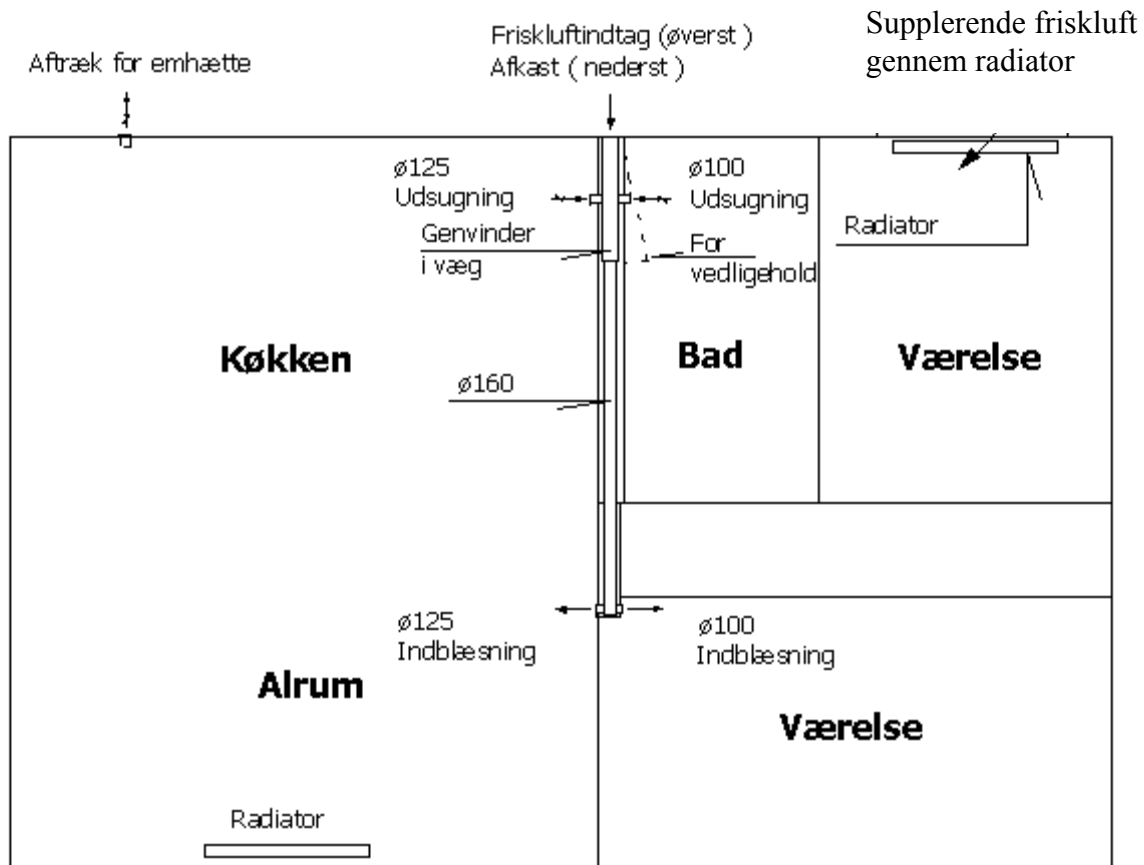 Supplerende friskluft
gennem radiator
Friskluftindtag (øverst )
Afkast ( nederst )
Aftræk for emhætte
ø125
Udsugning
ø100
Udsugning
Genvinder
i væg
For
vedligehold
Radiator
Køkken
Bad
Værelse
ø160
ø125
Indblæsning
ø100
Indblæsning
Alrum
Værelse
Radiator